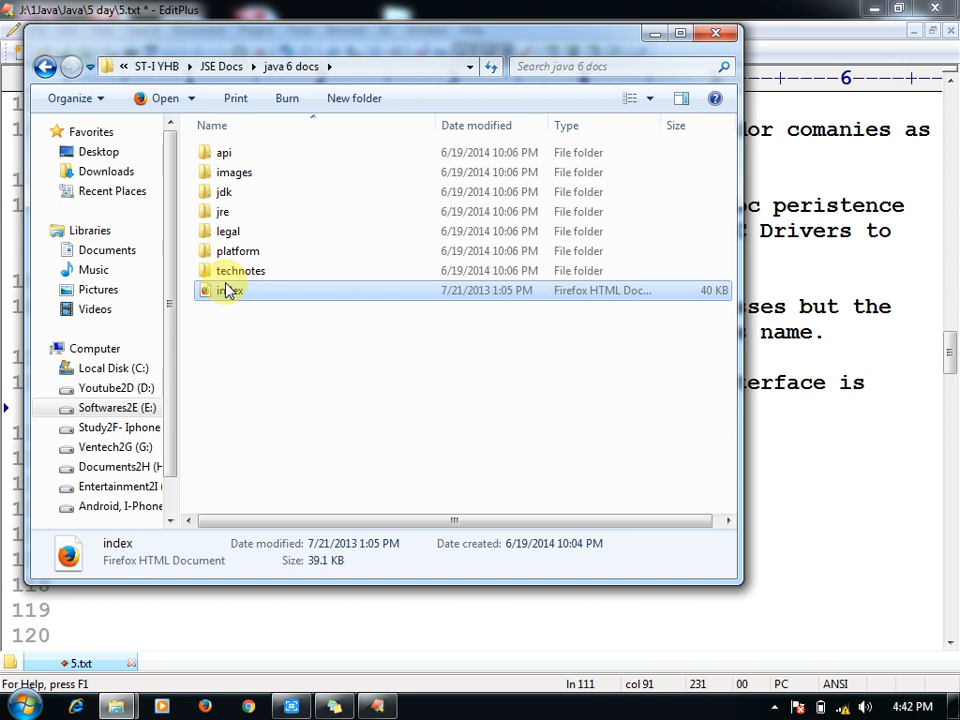 J:\1Java\Java\5 day\5.txt * - EditPlus
« ST-I YHB
JSE Docs
java 6 docs
Search java 6 docs
6
Organize
Open
Print
Burn
New folder
Name
Date modified
Type
Size
Favorites
Desktop
Downloads
Recent Places
Libraries
Documents
Music
Pictures
Videos
Computer
Local Disk (C:)
Youtube2D (D:)
Softwares2E (E:)
Study2F- Iphone
Ventech2G (G:)
Documents2H (H
Entertainment2I
Android, I-Phone
api 6/19/2014 10:06 PM File folder
images 6/19/2014 10:06 PM File folder
jdk 6/19/2014 10:06 PM File folder
jre 6/19/2014 10:06 PM File folder
legal 6/19/2014 10:06 PM File folder
platform 6/19/2014 10:06 PM File folder
technotes 6/19/2014 10:06 PM File folder
index 7/21/2013 1:05 PM Firefox HTML Doc... 40 KB
dor comanies as
peristence
C Drivers to
sses but the
name.
terface is
index Date modified: 7/21/2013 1:05 PM Date created: 6/19/2014 10:04 PM
Firefox HTML Document Size: 39.1 KB
118
119
120
5.txt
For Help, press F1 ln 111 col 91 231 00 PC ANSI
4:42 PM